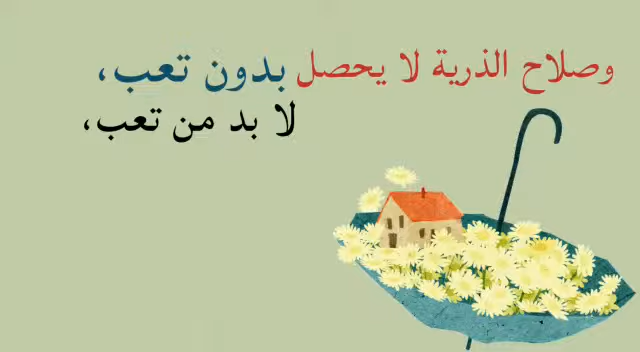 وصلاح الذرية لا يحصل بدون تعب،
لا بد من تعب،